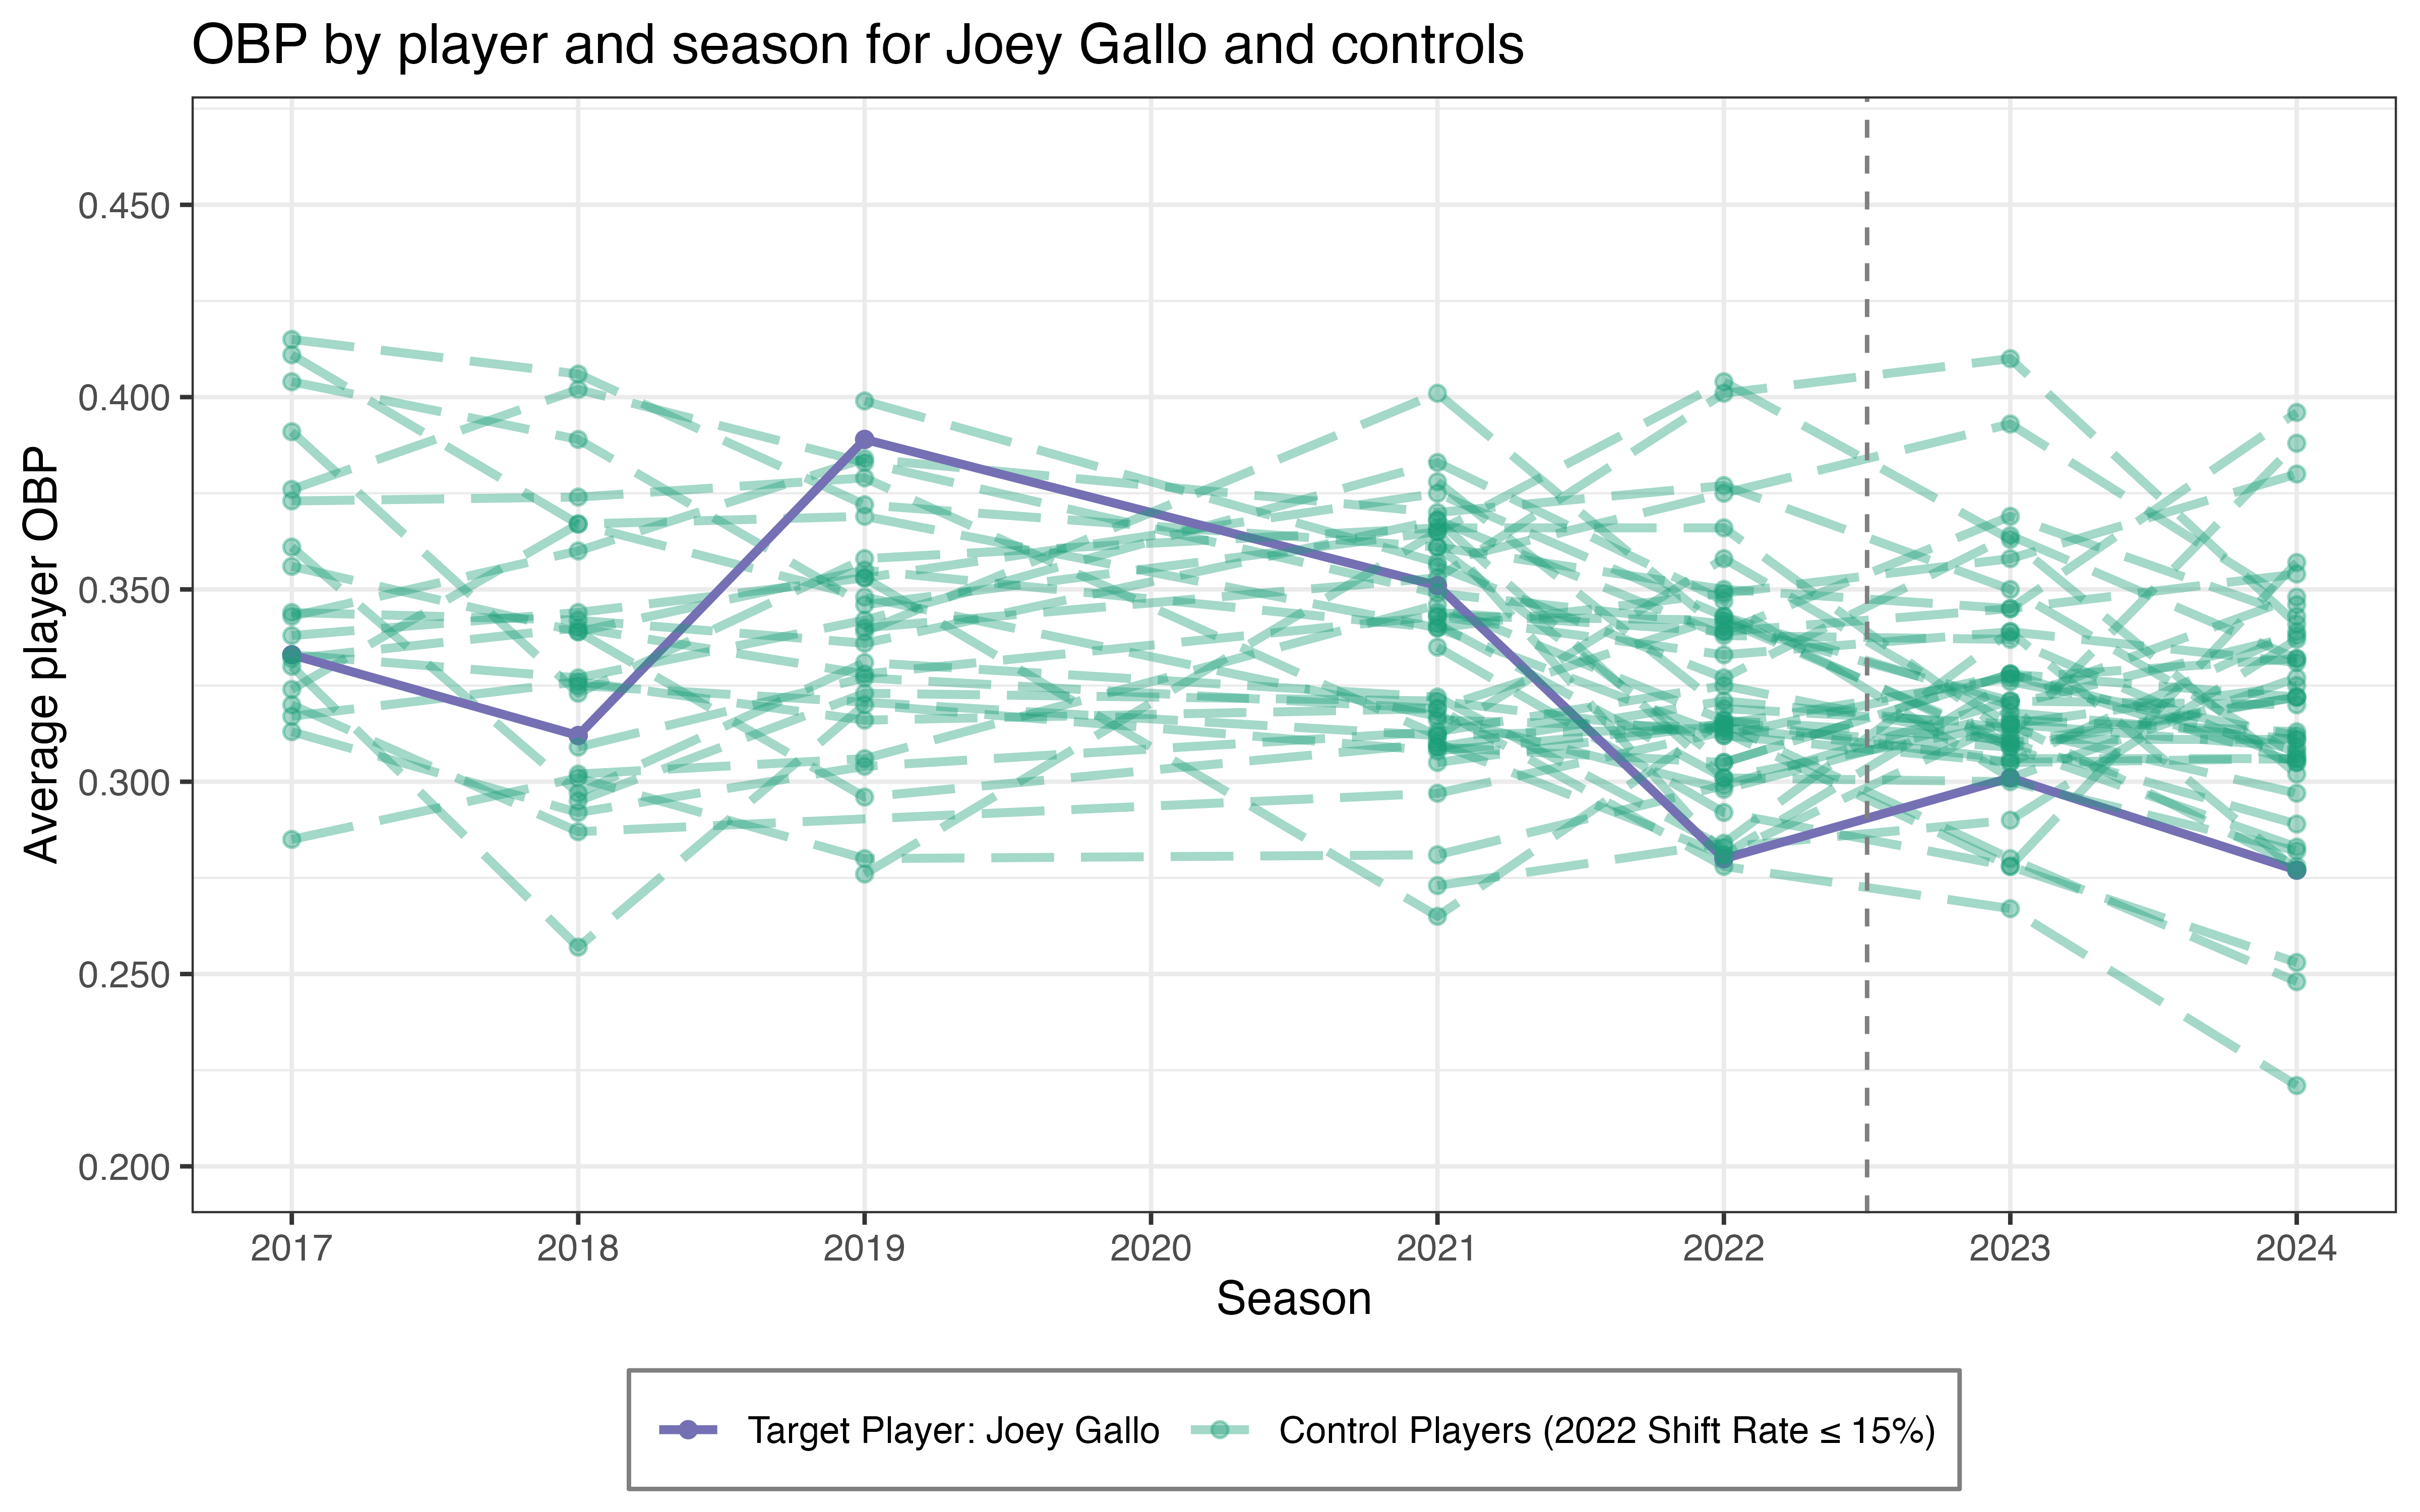 OBP by player and season for Joey Gallo and controls
Average player OBP
0.450
0.400
0.350
0.300
0.250
0.200
2017 2018 2019 2020 2021 2022 2023 2024
Season
Target Player: Joey Gallo Control Players (2022 Shift Rate ≤ 15%)